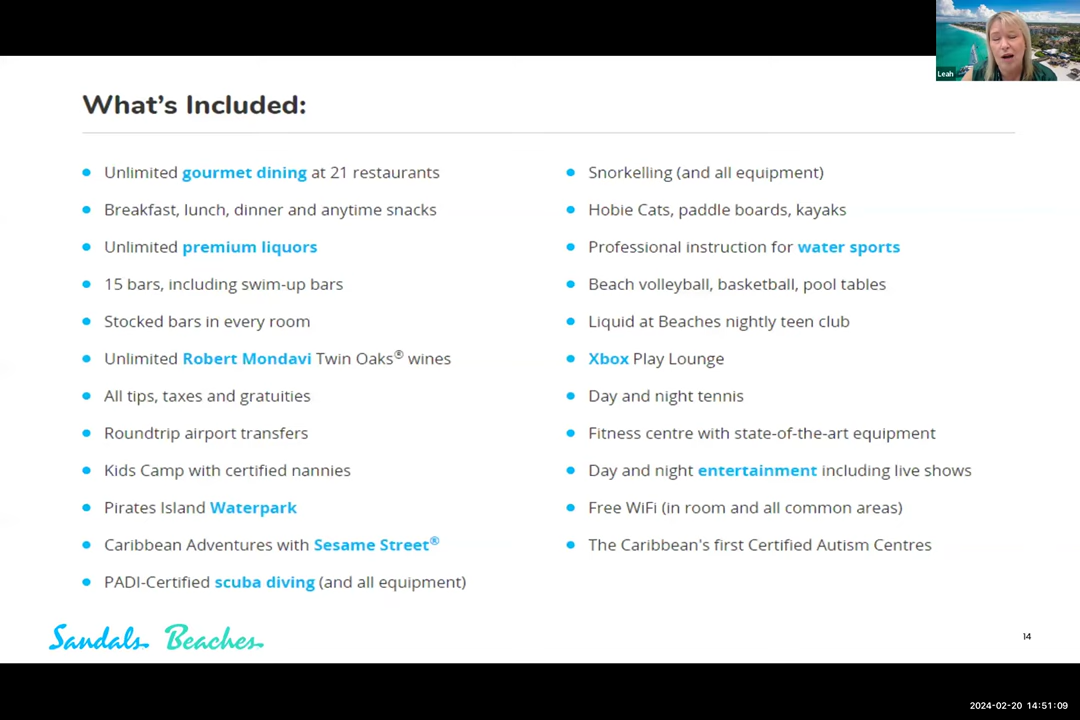 Leah
What's Included:
Unlimited gourmet dining at 21 restaurants
Breakfast, lunch, dinner and anytime snacks
Unlimited premium liquors
15 bars, including swim-up bars
Stocked bars in every room
Unlimited Robert Mondavi Twin Oaks® wines
All tips, taxes and gratuities
Roundtrip airport transfers
Kids Camp with certified nannies
Pirates Island Waterpark
Caribbean Adventures with Sesame Street®
PADI-Certified scuba diving (and all equipment)
Snorkelling (and all equipment)
Hobie Cats, paddle boards, kayaks
Professional instruction for water sports
Beach volleyball, basketball, pool tables
Liquid at Beaches nightly teen club
Xbox Play Lounge
Day and night tennis
Fitness centre with state-of-the-art equipment
Day and night entertainment including live shows
Free WiFi (in room and all common areas)
The Caribbean's first Certified Autism Centres
Sandals Beaches
14
2024-02-20 14:51:09